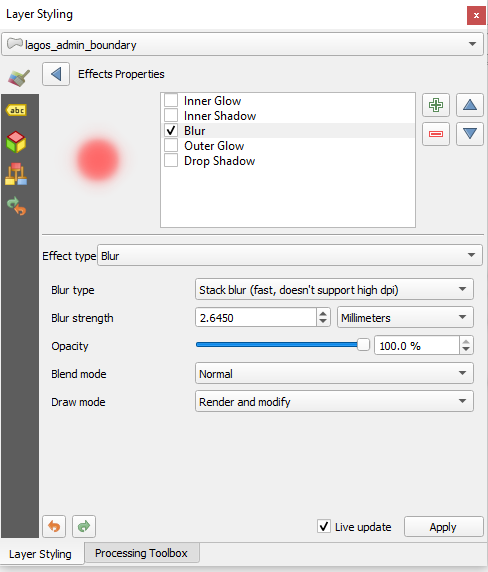 Layer Styling
x
lagos_admin_boundary
Effects Properties
Inner Glow
Inner Shadow
Blur
Outer Glow
Drop Shadow
abc
Effect type Blur
Blur type Stack blur (fast, doesn't support high dpi)
Blur strength 2.6450 Millimeters
Opacity 100.0 %
Blend mode Normal
Draw mode Render and modify
Live update Apply
Layer Styling Processing Toolbox